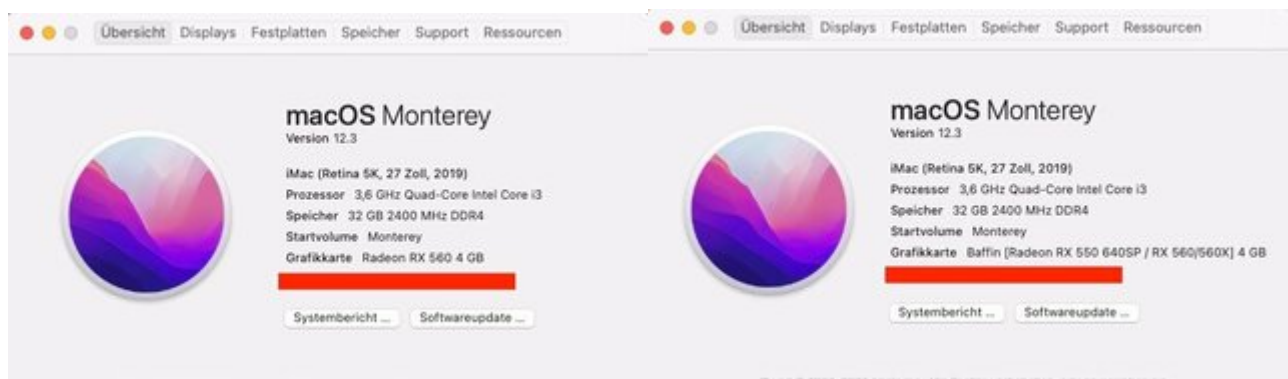 Übersicht Displays Festplatten Speicher Support Ressourcen
macOS Monterey
Version 12.3
iMac (Retina 5K, 27 Zoll, 2019)
Prozessor 3,6 GHz Quad-Core Intel Core i3
Speicher 32 GB 2400 MHz DDR4
Startvolume Monterey
Grafikkarte Radeon RX 560 4 GB
Systembericht ...
Softwareupdate ...
Übersicht Displays Festplatten Speicher Support Ressourcen
macOS Monterey
Version 12.3
iMac (Retina 5K, 27 Zoll, 2019)
Prozessor 3,6 GHz Quad-Core Intel Core i3
Speicher 32 GB 2400 MHz DDR4
Startvolume Monterey
Grafikkarte Baffin [Radeon RX 550 640SP / RX 560/560X] 4 GB
Systembericht ...
Softwareupdate ...